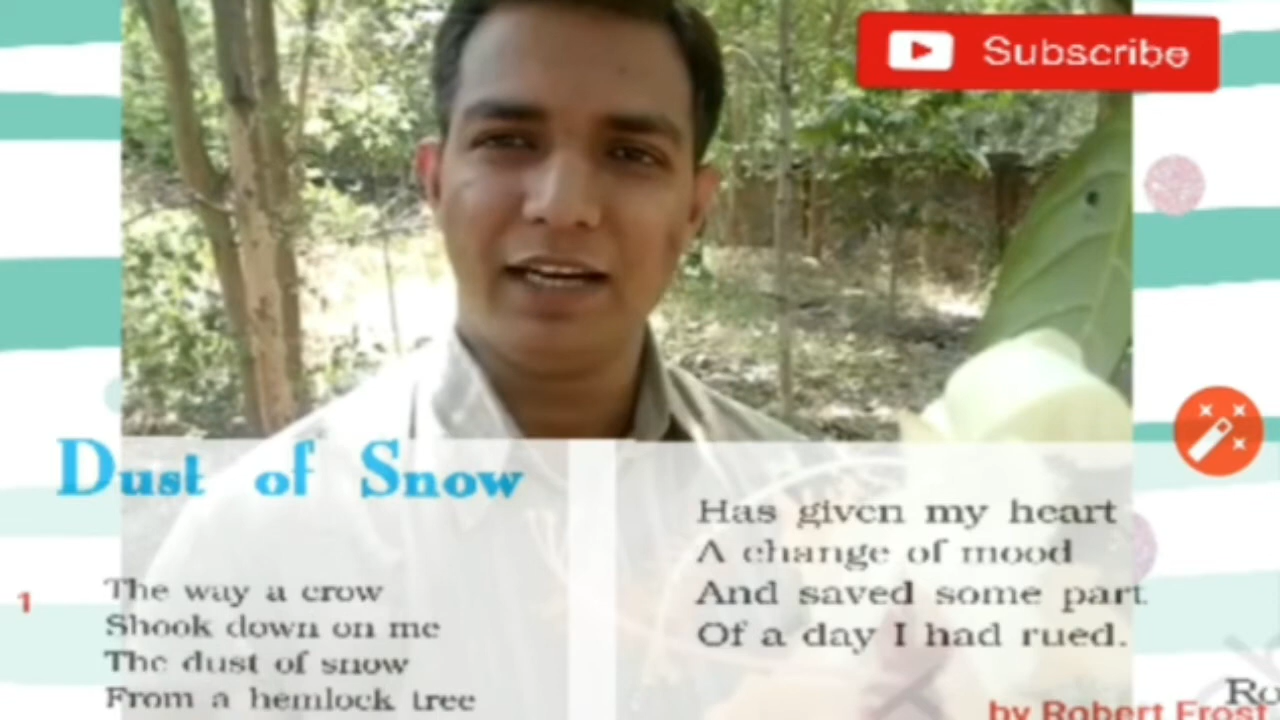 Subscribe
Dust of Snow
1
The way a crow
Shook down on me
The dust of snow
From a hemlock tree
Has given my heart
A change of mood
And saved some part
Of a day I had rued.
by Robert Frost
Ro